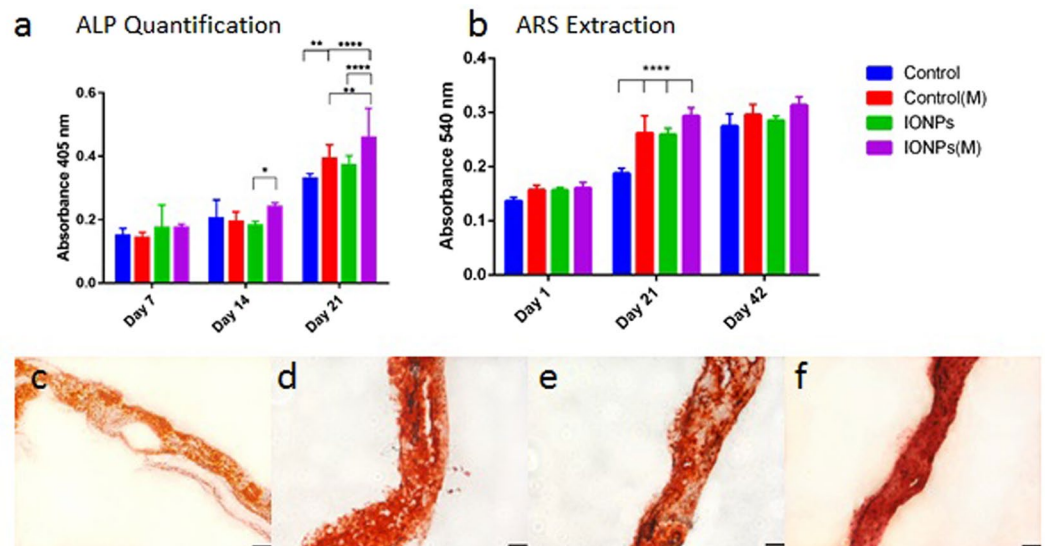 a ALP Quantification
** ****
****
**
*
Absorbance 405 nm
0.6
0.4
0.2
0.0
Day 7 Day 14 Day 21
b ARS Extraction
****
Absorbance 540 nm
0.4
0.3
0.2
0.1
0.0
Day 1 Day 21 Day 42
Control
Control(M)
IONPs
IONPs(M)
c d e f